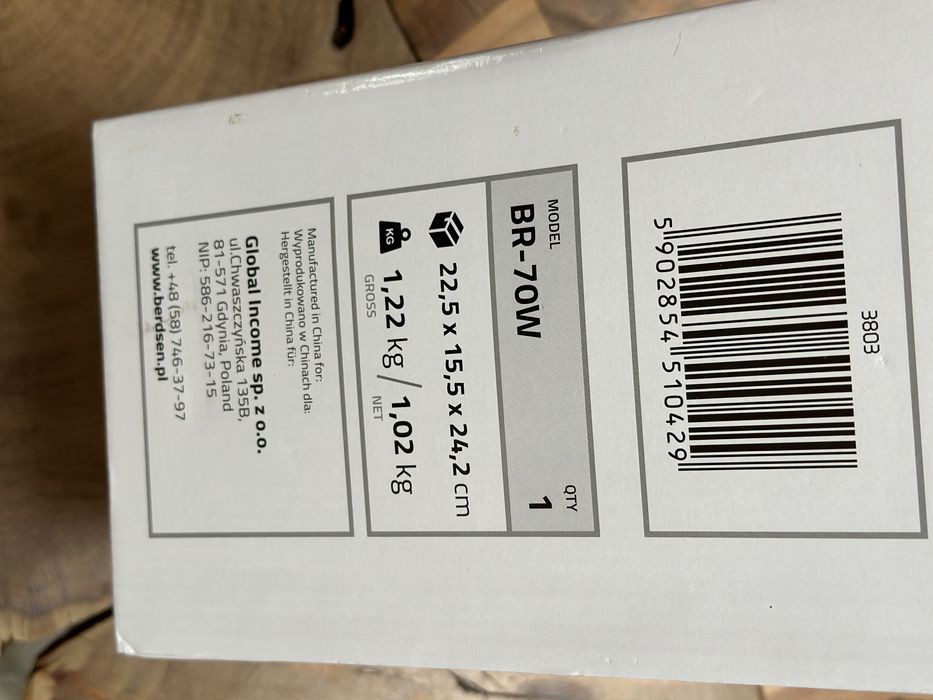 3803
5 902854 510429
MODEL QTY
BR-70W 1
22,5 x 15,5 x 24,2 cm
KG 1,22 kg / 1,02 kg
GROSS NET
Manufactured in China for:
Wyprodukowano w Chinach dla:
Hergestellt in China für:
Global Income sp. z o.o.
ul.Chwaszczyńska 135B,
81-571 Gdynia, Poland
NIP: 586-216-73-15
tel. +48 (58) 746-37-97
www.berdsen.pl